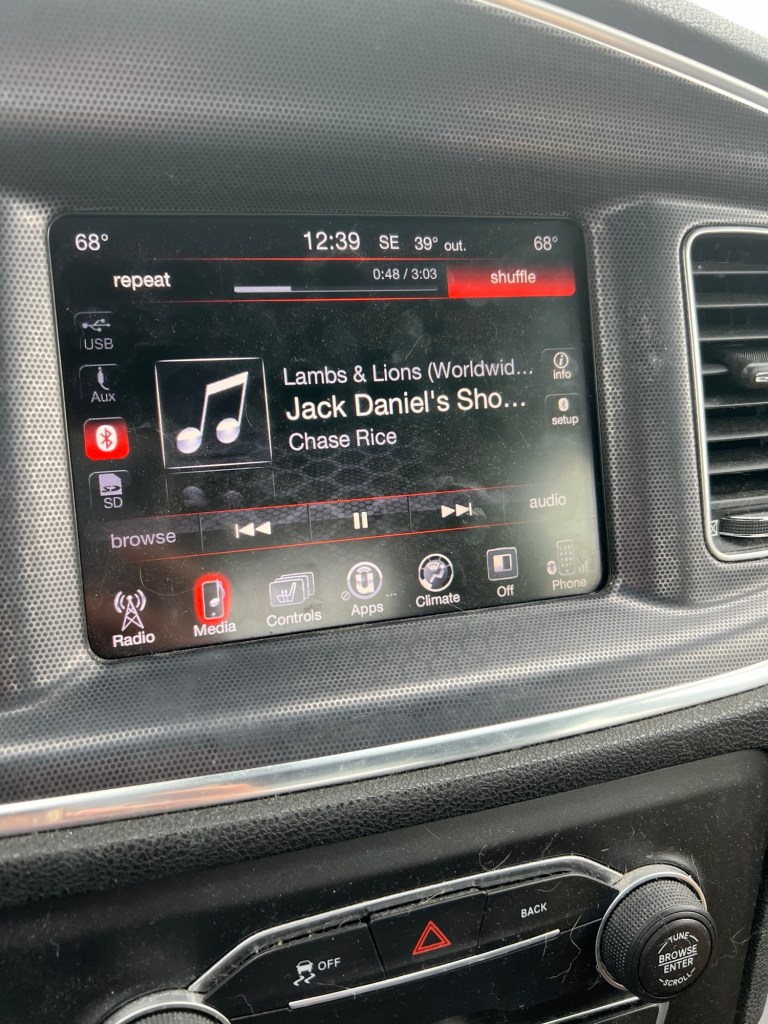 68° 12:39 SE 39° out. 68°
repeat 0:48 / 3:03 shuffle
USB
Aux
SD
Lambs & Lions (Worldwid...
Jack Daniel's Sho...
Chase Rice
info
setup
browse audio
Radio Media Controls Apps ... Climate Off Phone
OFF
BACK
TUNE
BROWSE
ENTER
SCROLL